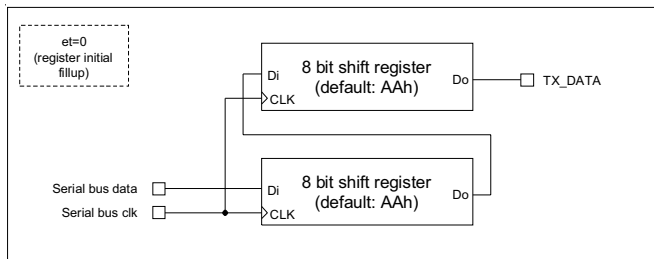 et=0
(register initial
fillup)
8 bit shift register
(default: AAh)
Di
CLK
Do
TX_DATA
8 bit shift register
(default: AAh)
Serial bus data
Di
Do
Serial bus clk
CLK